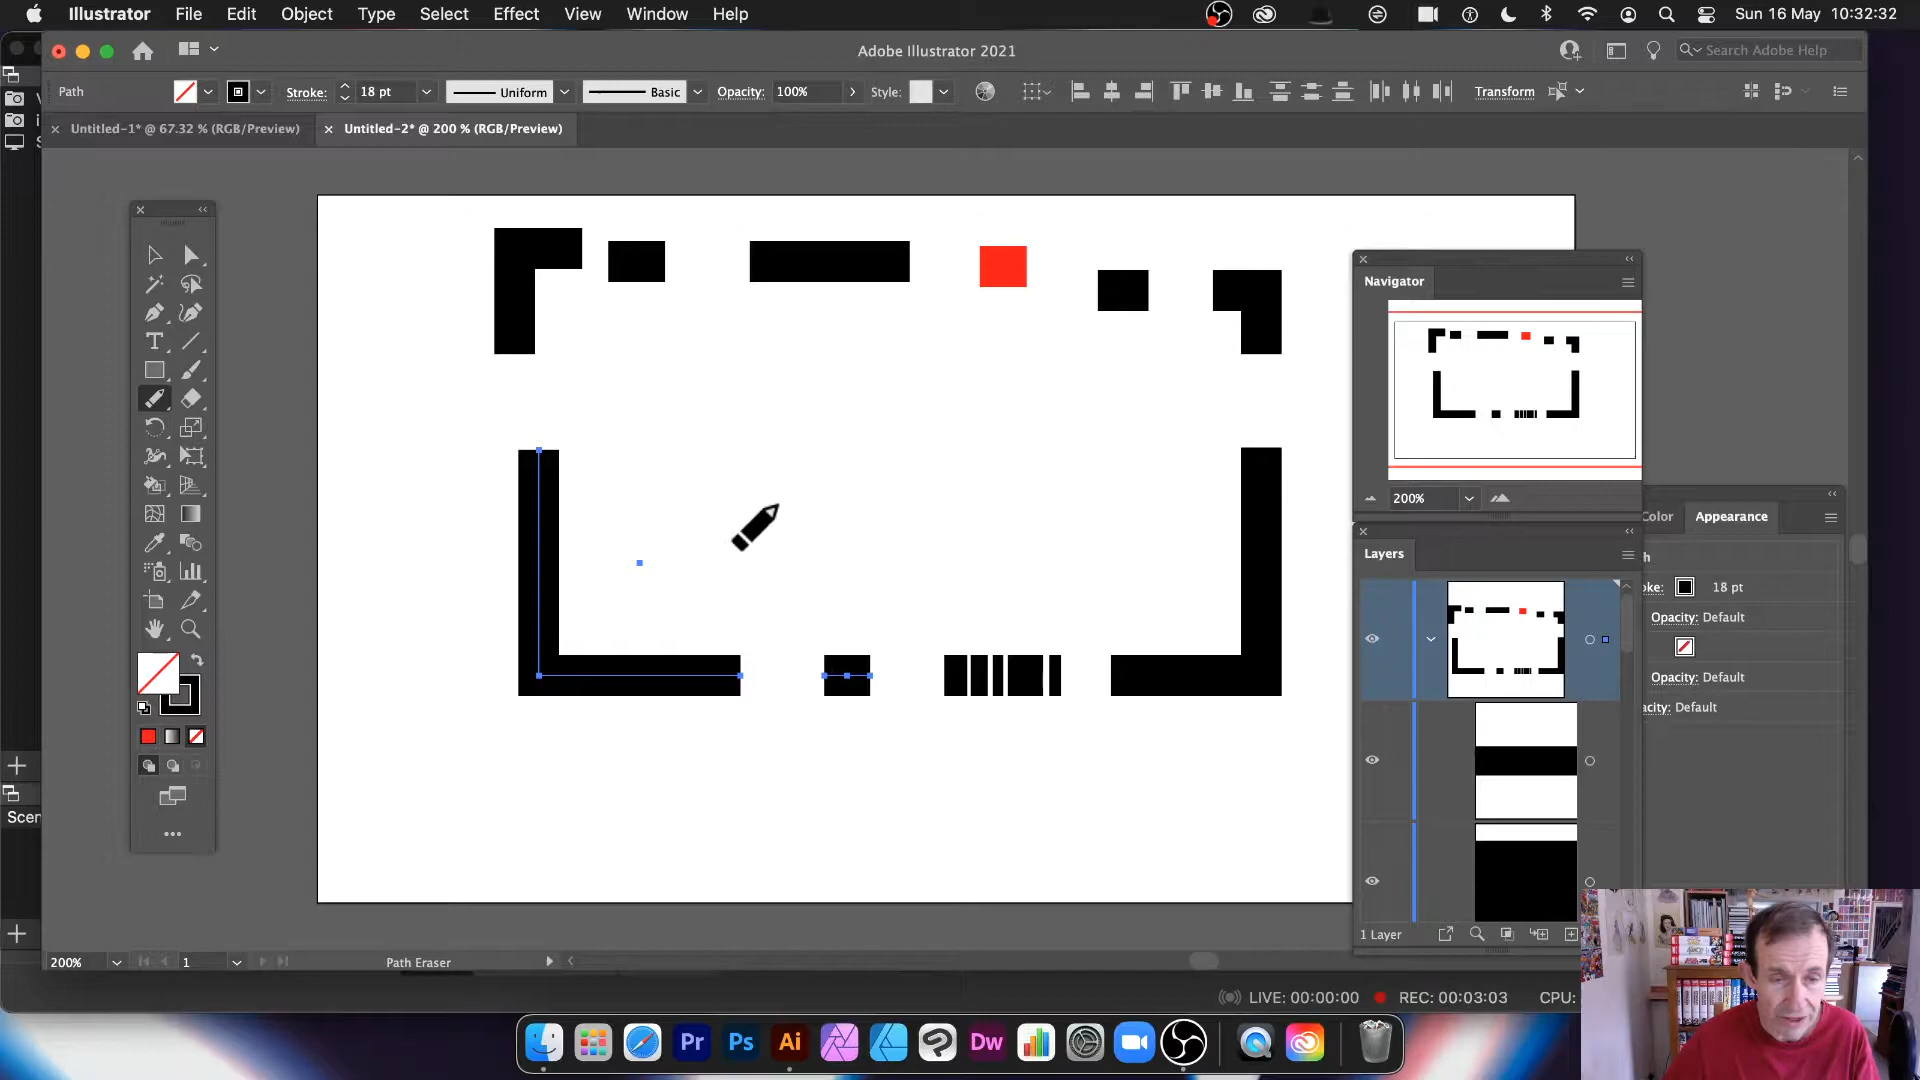 Illustrator File Edit Object Type Select Effect View Window Help
Sun 16 May 10:32:32
Adobe Illustrator 2021
Search Adobe Help
Path
Stroke: 18 pt
Uniform
Basic
Opacity: 100%
Style:
Transform
Untitled-1* @ 67.32 % (RGB/Preview)
Untitled-2* @ 200 % (RGB/Preview)
Navigator
200%
Color
Appearance
Layers
oke: 18 pt
Opacity: Default
Opacity: Default
acity: Default
Scen
1 Layer
200%
1
Path Eraser
LIVE: 00:00:00
REC: 00:03:03
CPU:
Pr
Ps
Ai
Dw